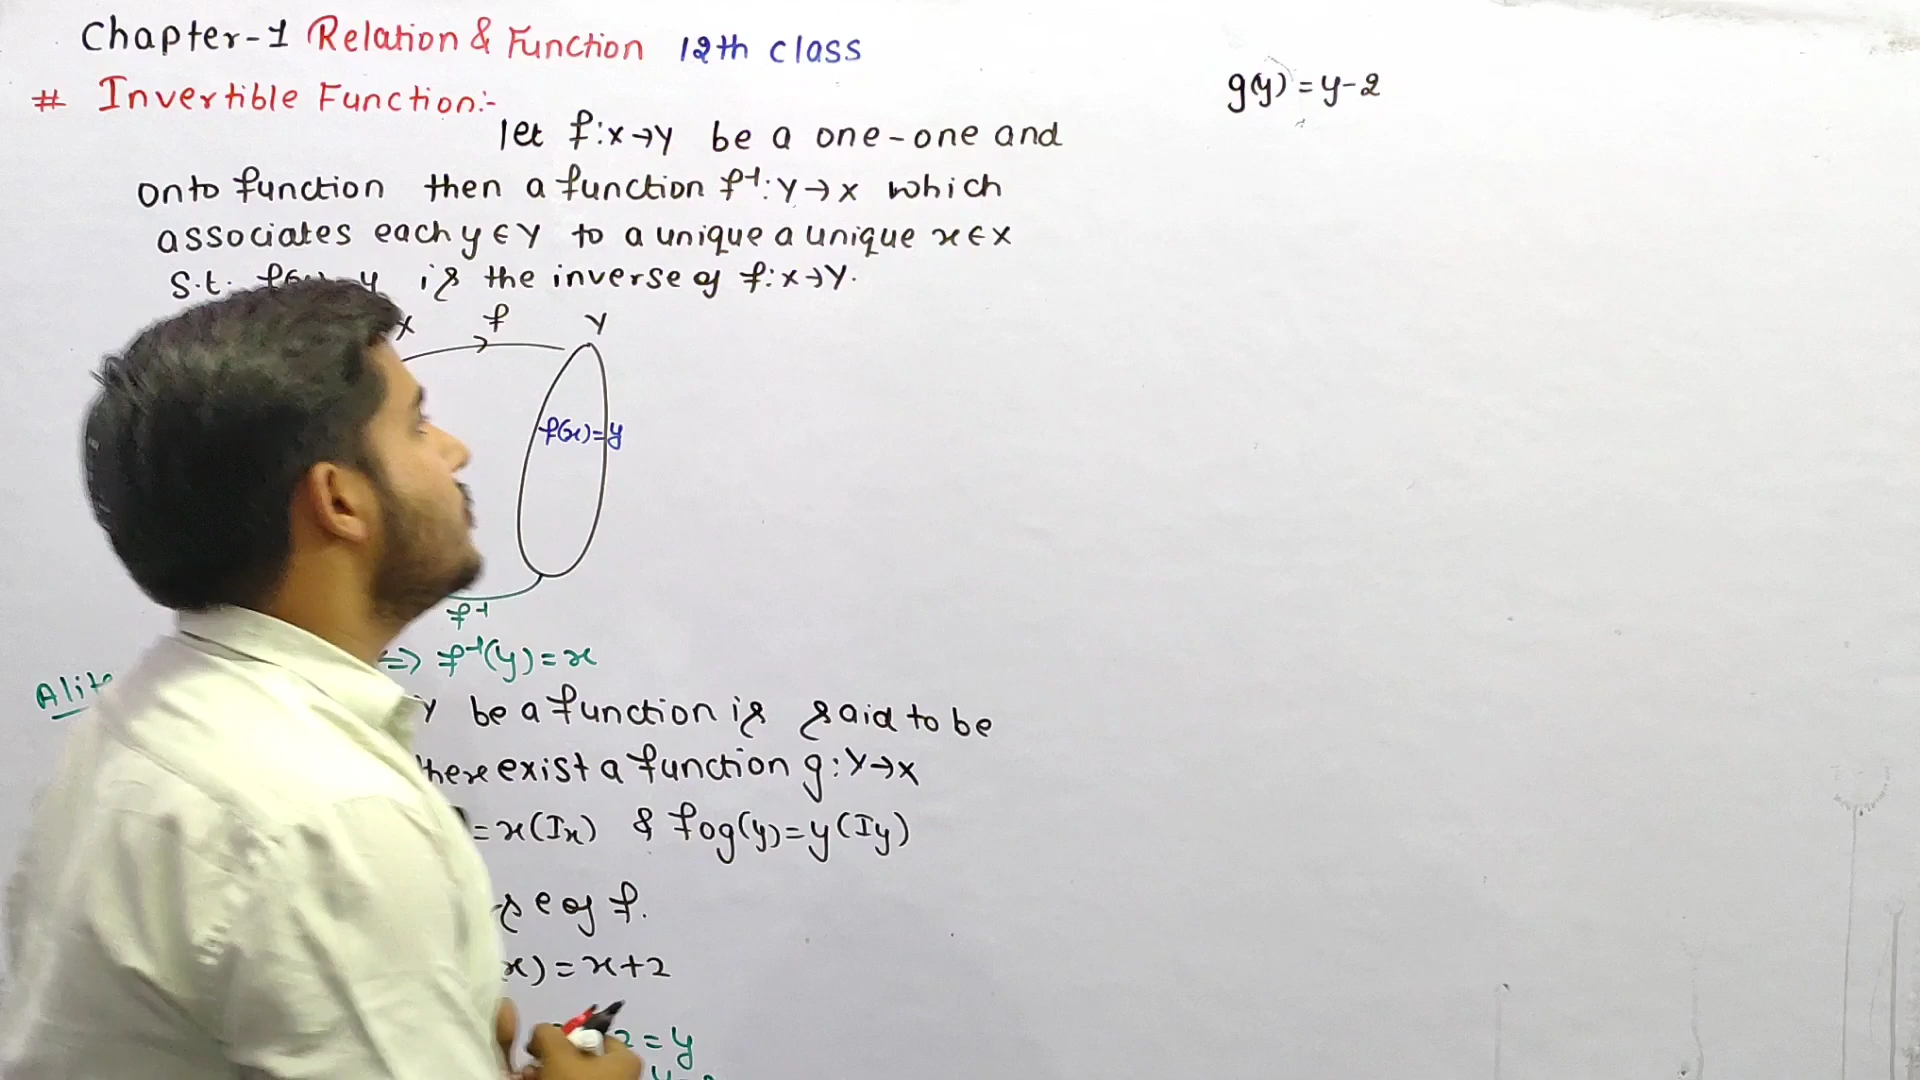 Chapter-1 Relation & Function 12th class
# Invertible Function:-
let f:x→y be a one-one and
onto function then a function f⁻¹:Y→x which
associates each y∈Y to a unique a unique x∈x
S.t. y is the inverse of f:x→Y.
x f Y
f(x)=y
f⁻¹
=> f⁻¹(y)=x
Y be a function is said to be
there exist a function g:Y→x
=x(Ix) & fog(y)=y(Iy)
se of f.
x)=x+2
2=y
g(y)=y-2